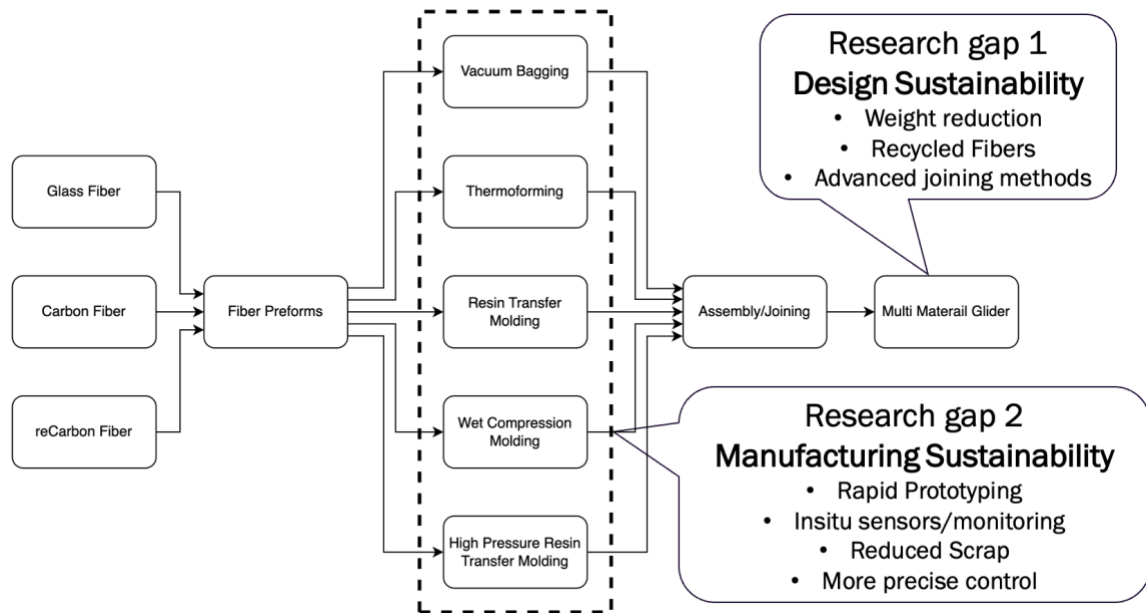 Glass Fiber
Carbon Fiber
reCarbon Fiber
Fiber Preforms
Vacuum Bagging
Thermoforming
Resin Transfer
Molding
Wet Compression
Molding
High Pressure Resin
Transfer Molding
Assembly/Joining
Multi Materail Glider
Research gap 1
Design Sustainability
• Weight reduction
• Recycled Fibers
• Advanced joining methods
Research gap 2
Manufacturing Sustainability
• Rapid Prototyping
• Insitu sensors/monitoring
• Reduced Scrap
• More precise control